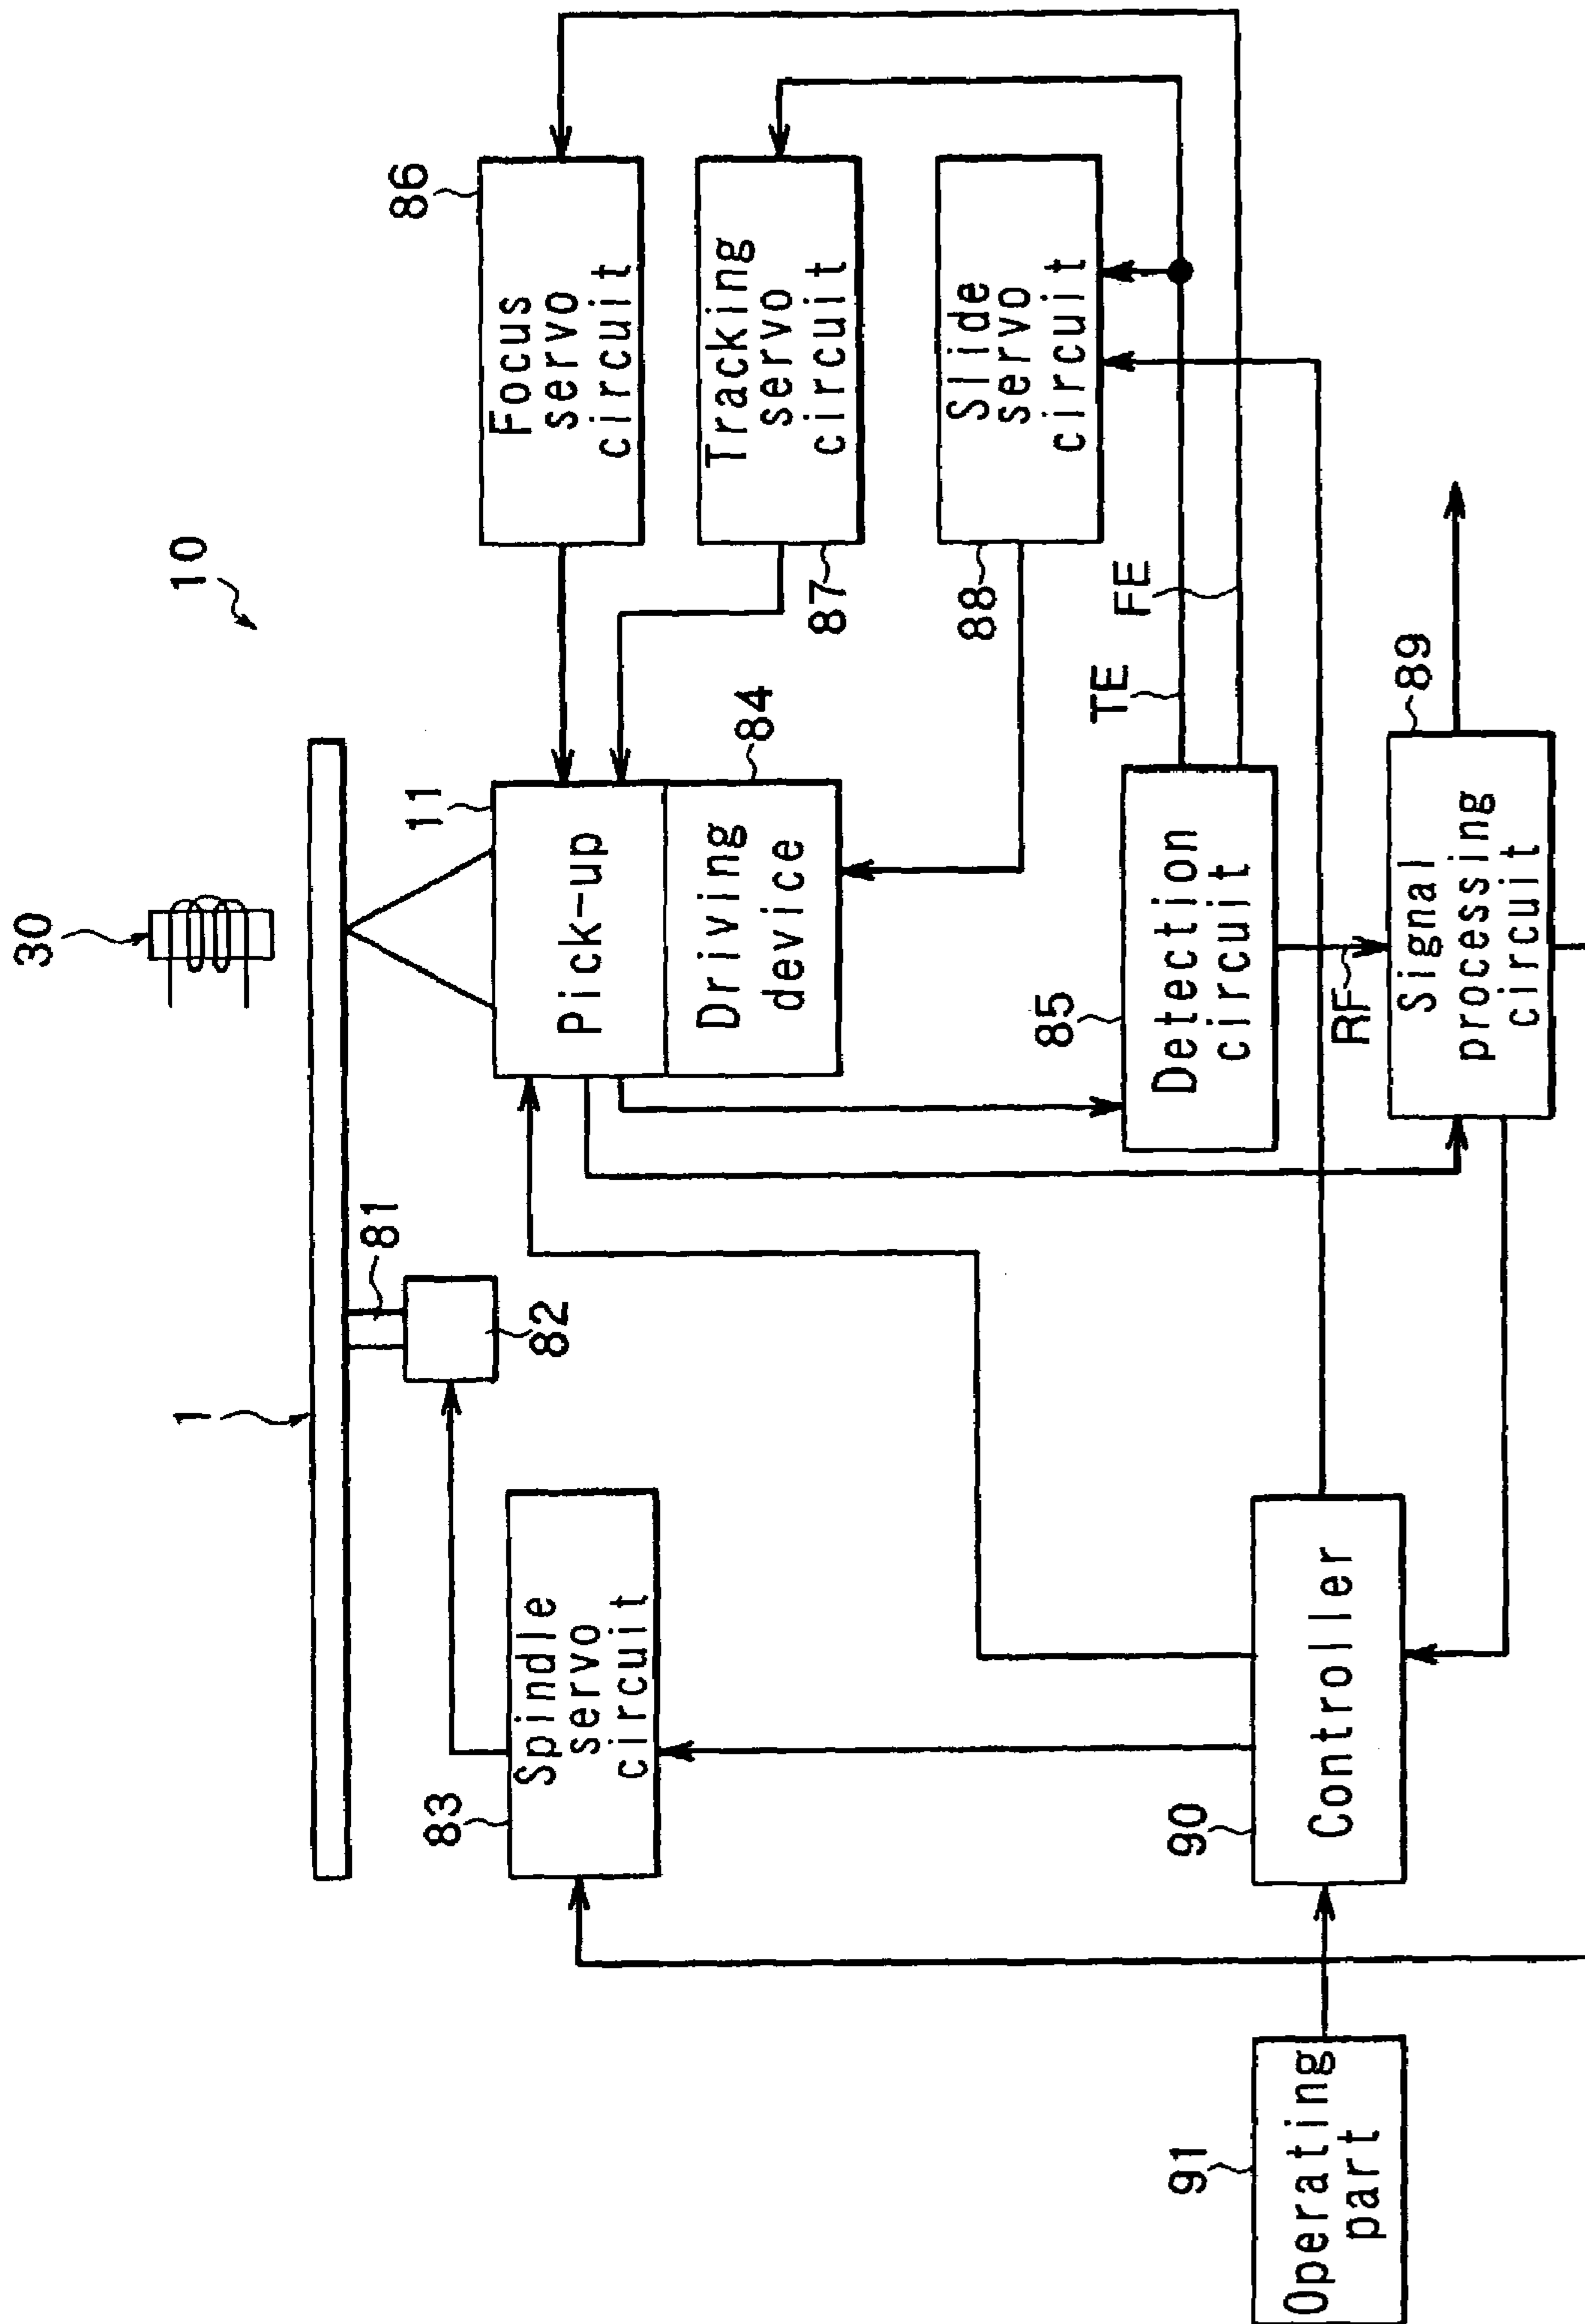 30
10
1
81
82
83
Spindle
servo
circuit
11
Pick-up
84
Driving
device
86
Focus
servo
circuit
87
Tracking
servo
circuit
88
Slide
servo
circuit
TE
FE
85
Detection
circuit
RF
89
Signal
processing
circuit
90
Controller
91
Operating
part